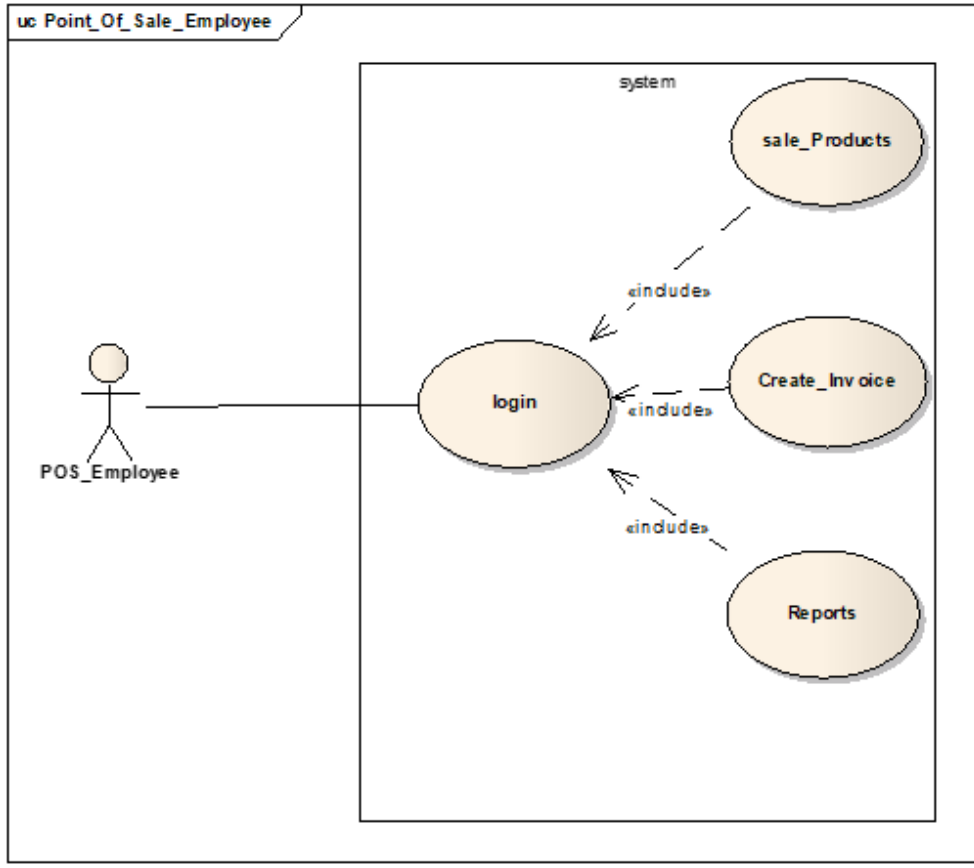 uc Point_Of_Sale_Employee
system
sale_Products
«include»
login
Create_Invoice
«include»
POS_Employee
«include»
Reports